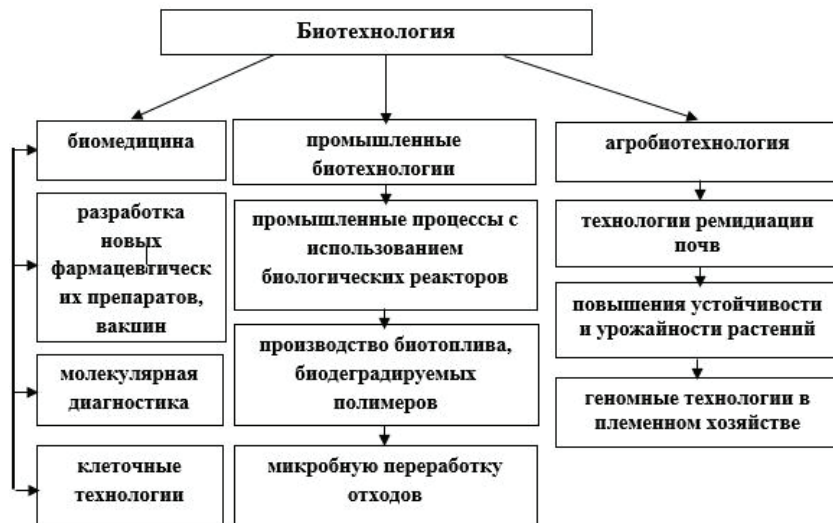 Биотехнология
биомедицина
разработка
новых
фармацевтическ
их препаратов,
вакцин
молекулярная
диагностика
клеточные
технологии
промышленные
биотехнологии
промышленные процессы с
использованием
биологических реакторов
производство биотоплива,
биодеградируемых
полимеров
микробную переработку
отходов
агробиотехнология
технологии ремидиации
почв
повышения устойчивости
и урожайности растений
геномные технологии в
племенном хозяйстве